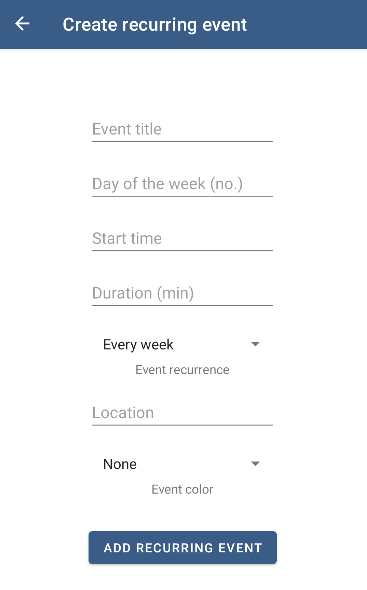 Create recurring event
Event title
Day of the week (no.)
Start time
Duration (min)
Every week
Event recurrence
Location
None
Event color
ADD RECURRING EVENT